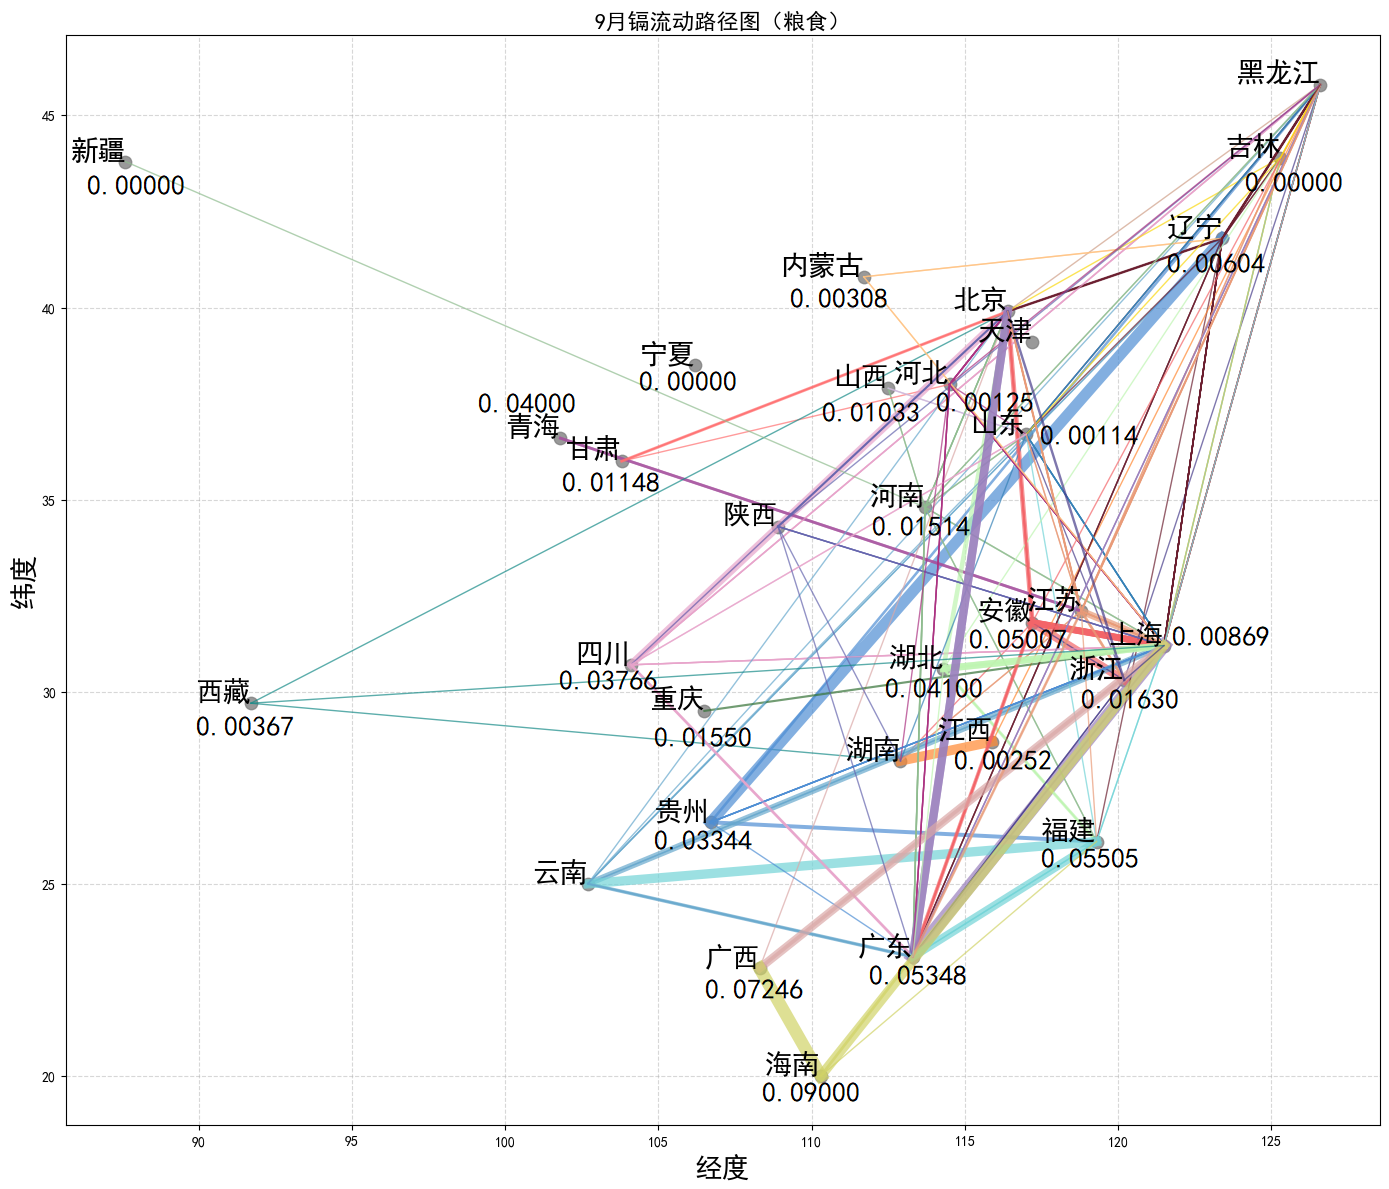 9月镉流动路径图（粮食）
黑龙江
45
吉林
新疆
0.00000
0.00000
辽宁
内蒙古
0.00604
0.00308
北京
40
天津
宁夏
山西
河北
0.00000
0.04000
0.01033
0.00125
青海
山东
0.00114
甘肃
0.01148
35
河南
陕西
0.01514
纬度
江苏
安徽
上海
0.00869
0.05007
四川
湖北
浙江
0.03766
0.04100
30
西藏
重庆
0.01630
0.00367
0.01550
湖南
江西
0.00252
贵州
0.03344
福建
0.05505
25
云南
广西
广东
0.07246
0.05348
海南
20
0.09000
90
95
100
105
110
115
120
125
经度